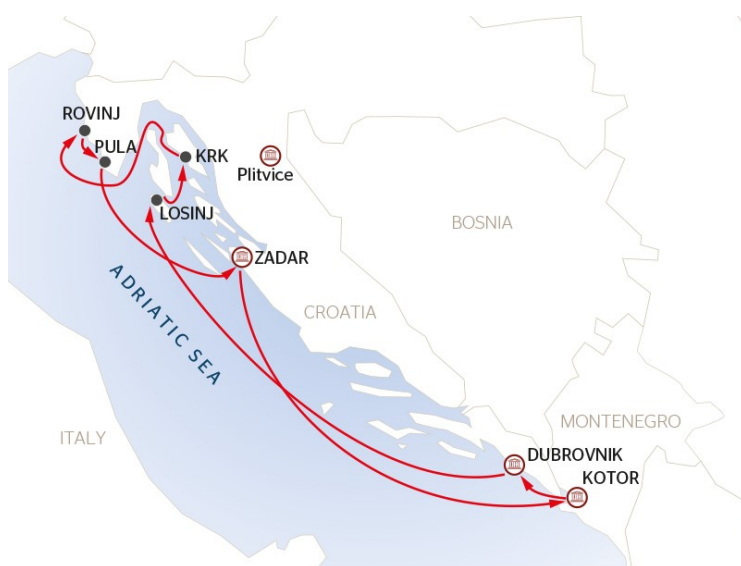 ROVINJ
PULA
KRK
Plitvice
LOSINJ
BOSNIA
ZADAR
ADRIATIC SEA
CROATIA
MONTENEGRO
ITALY
DUBROVNIK
KOTOR